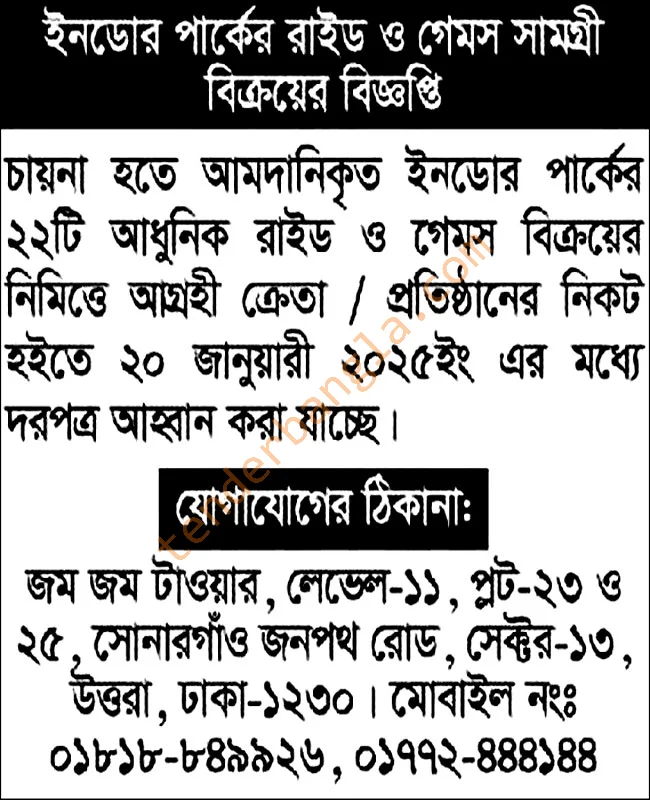 ইনডোর পার্কের রাইড ও গেমস সামগ্রী
বিক্রয়ের বিজ্ঞপ্তি
চায়না হতে আমদানিকৃত ইনডোর পার্কের
২২টি আধুনিক রাইড ও গেমস বিক্রয়ের
নিমিত্তে আগ্রহী ক্রেতা / প্রতিষ্ঠানের নিকট
হইতে ২০ জানুয়ারী ২০২৫ইং এর মধ্যে
দরপত্র আহ্বান করা যাচ্ছে।
যোগাযোগের ঠিকানা:
জম জম টাওয়ার, লেভেল-১১, প্লট-২৩ ও
২৫, সোনারগাঁও জনপথ রোড, সেক্টর-১৩,
উত্তরা, ঢাকা-১২৩০। মোবাইল নংঃ
০১৮১৮-৮৪৯৯২৬, ০১৭৭২-৪৪৪১৪৪
tenderbangla.com